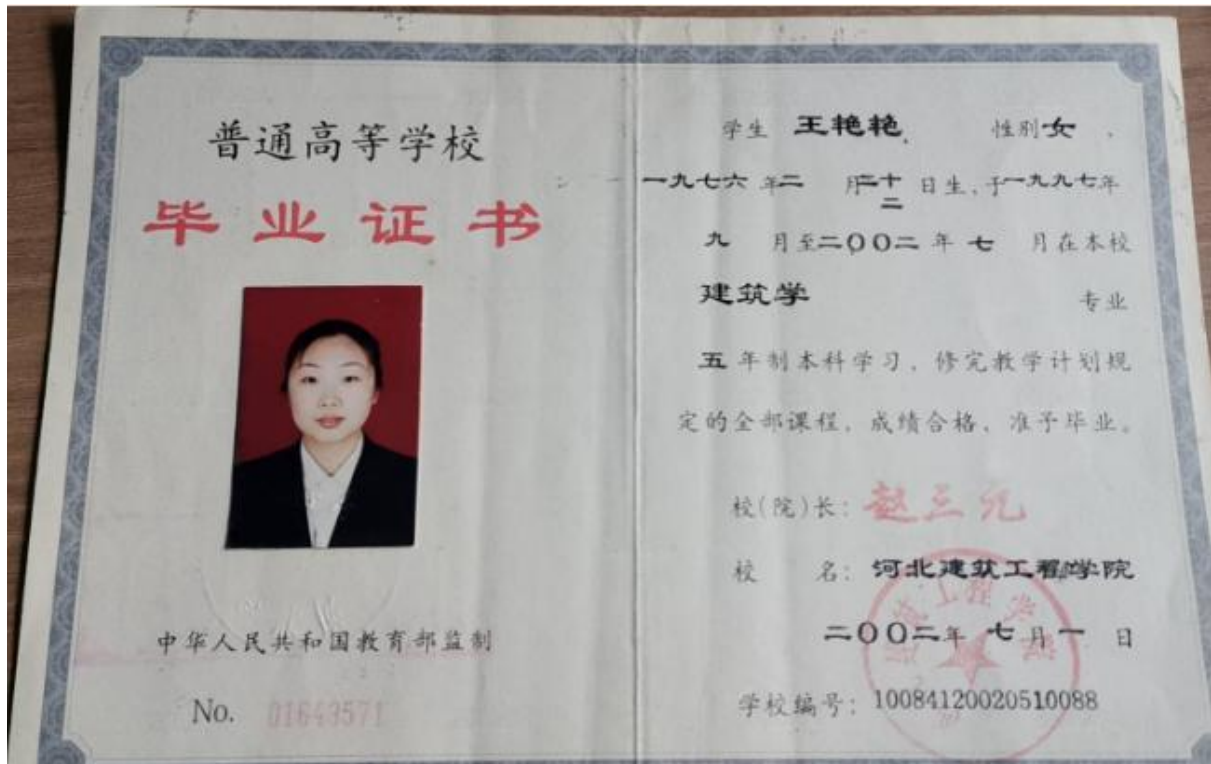 普通高等学校
毕业证书
中华人民共和国教育部监制
No. 01643571
学生 王艳艳, 性别女,
一九七六年二月二十二日生,于一九九七年
九月至二〇〇二年七月在本校
建筑学 专业
五年制本科学习,修完教学计划规
定的全部课程,成绩合格,准予毕业。
校(院)长: 赵三元
校 名: 河北建筑工程学院
二〇〇二年七月一日
学校编号: 10084120020510088